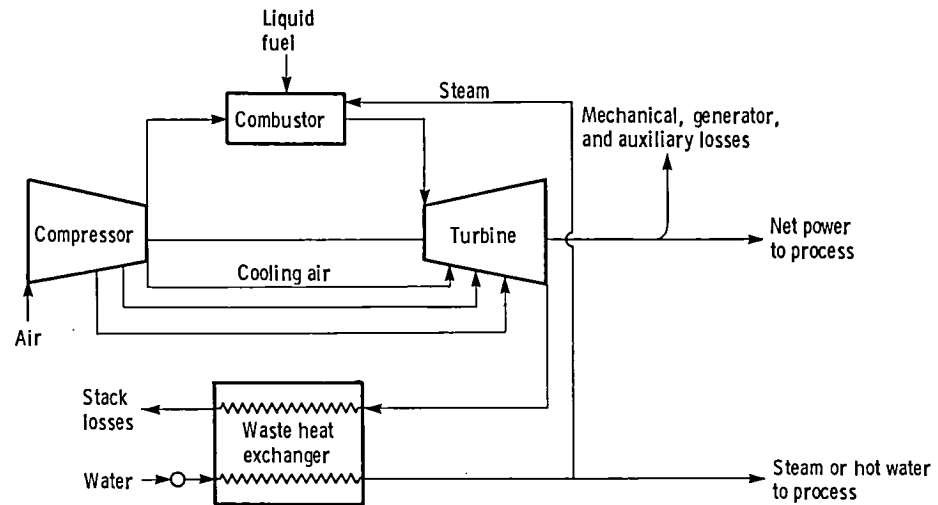 Liquid
fuel
Steam
Combustor
Mechanical, generator,
and auxiliary losses
Compressor
Turbine
Net power
to process
Cooling air
Air
Stack
losses
Waste heat
exchanger
Water
Steam or hot water
to process